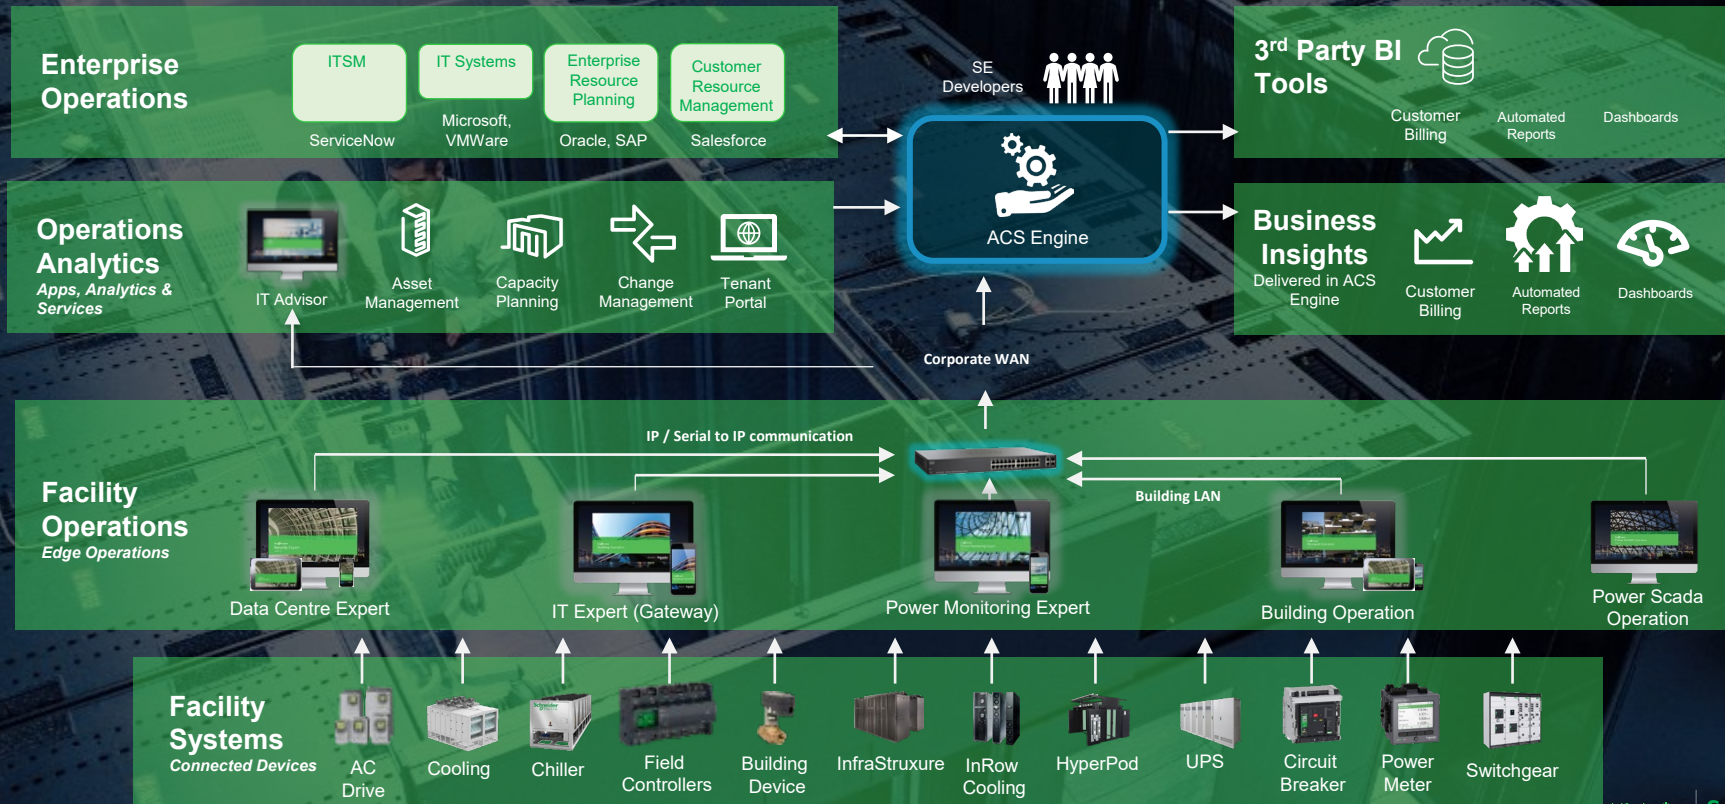 Enterprise
Operations
ITSM
ServiceNow
IT Systems
Microsoft,
VMWare
Enterprise
Resource
Planning
Oracle, SAP
Customer
Resource
Management
Salesforce
SE
Developers
ACS Engine
3rd Party BI
Tools
Customer
Billing
Automated
Reports
Dashboards
Operations
Analytics
Apps, Analytics &
Services
IT Advisor
Asset
Management
Capacity
Planning
Change
Management
Tenant
Portal
Business
Insights
Delivered in ACS
Engine
Customer
Billing
Automated
Reports
Dashboards
Corporate WAN
IP / Serial to IP communication
Building LAN
Facility
Operations
Edge Operations
Data Centre Expert
IT Expert (Gateway)
Power Monitoring Expert
Building Operation
Power Scada
Operation
Facility
Systems
Connected Devices
AC
Drive
Cooling
Schneider
Chiller
Field
Controllers
Building
Device
InfraStruxure
InRow
Cooling
HyperPod
UPS
Circuit
Breaker
Power
Meter
Switchgear